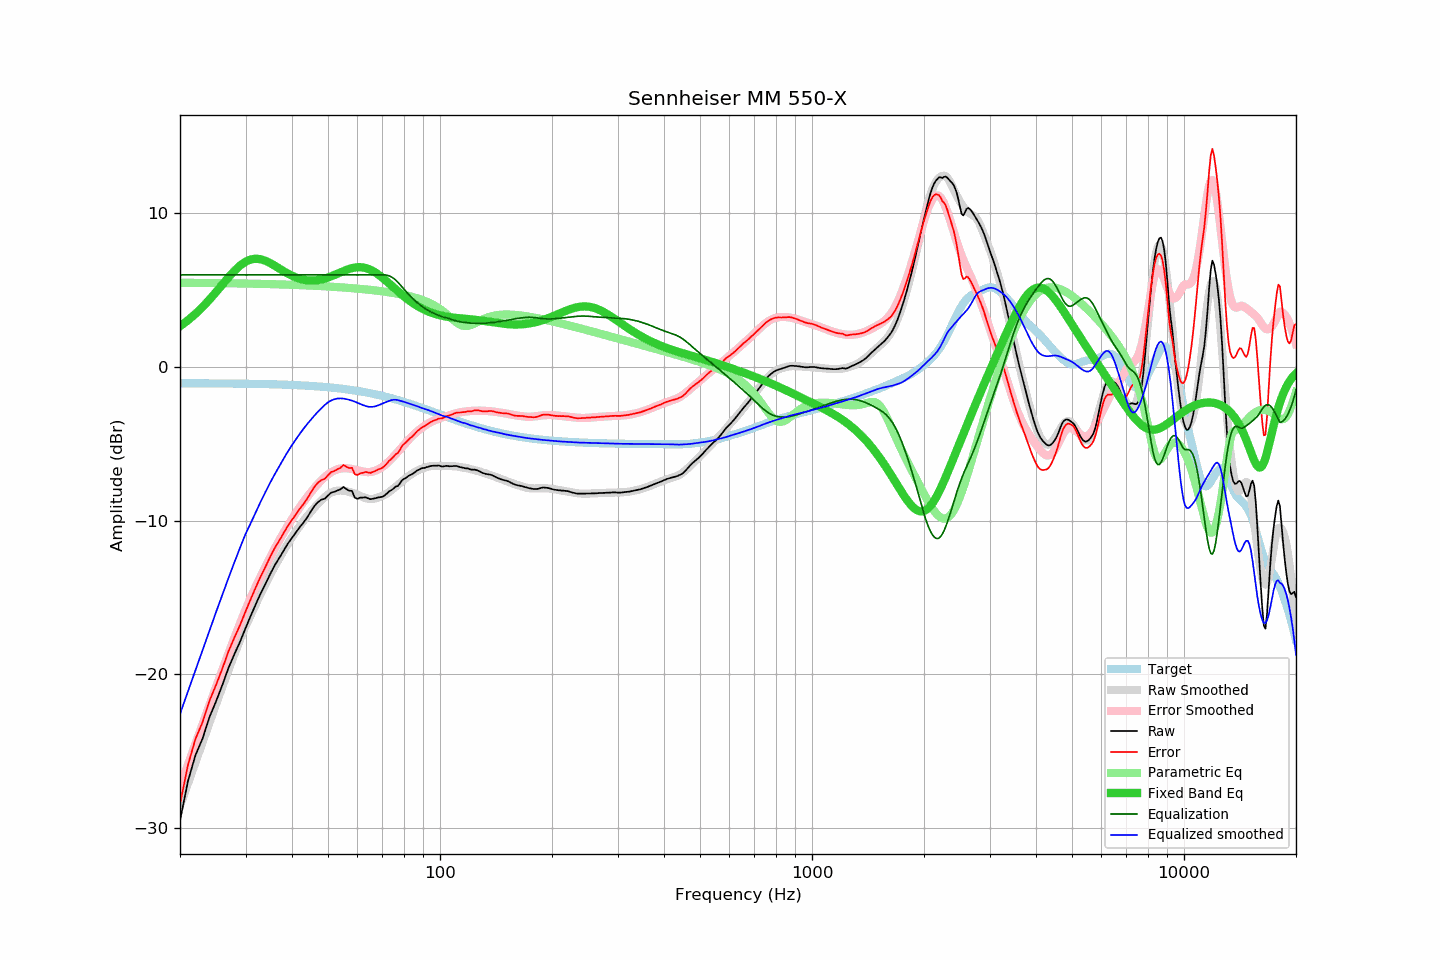 Sennheiser MM 550-X
Amplitude (dBr)
10
0
−10
−20
−30
100
1000
10000
Frequency (Hz)
Target
Raw Smoothed
Error Smoothed
Raw
Error
Parametric Eq
Fixed Band Eq
Equalization
Equalized smoothed